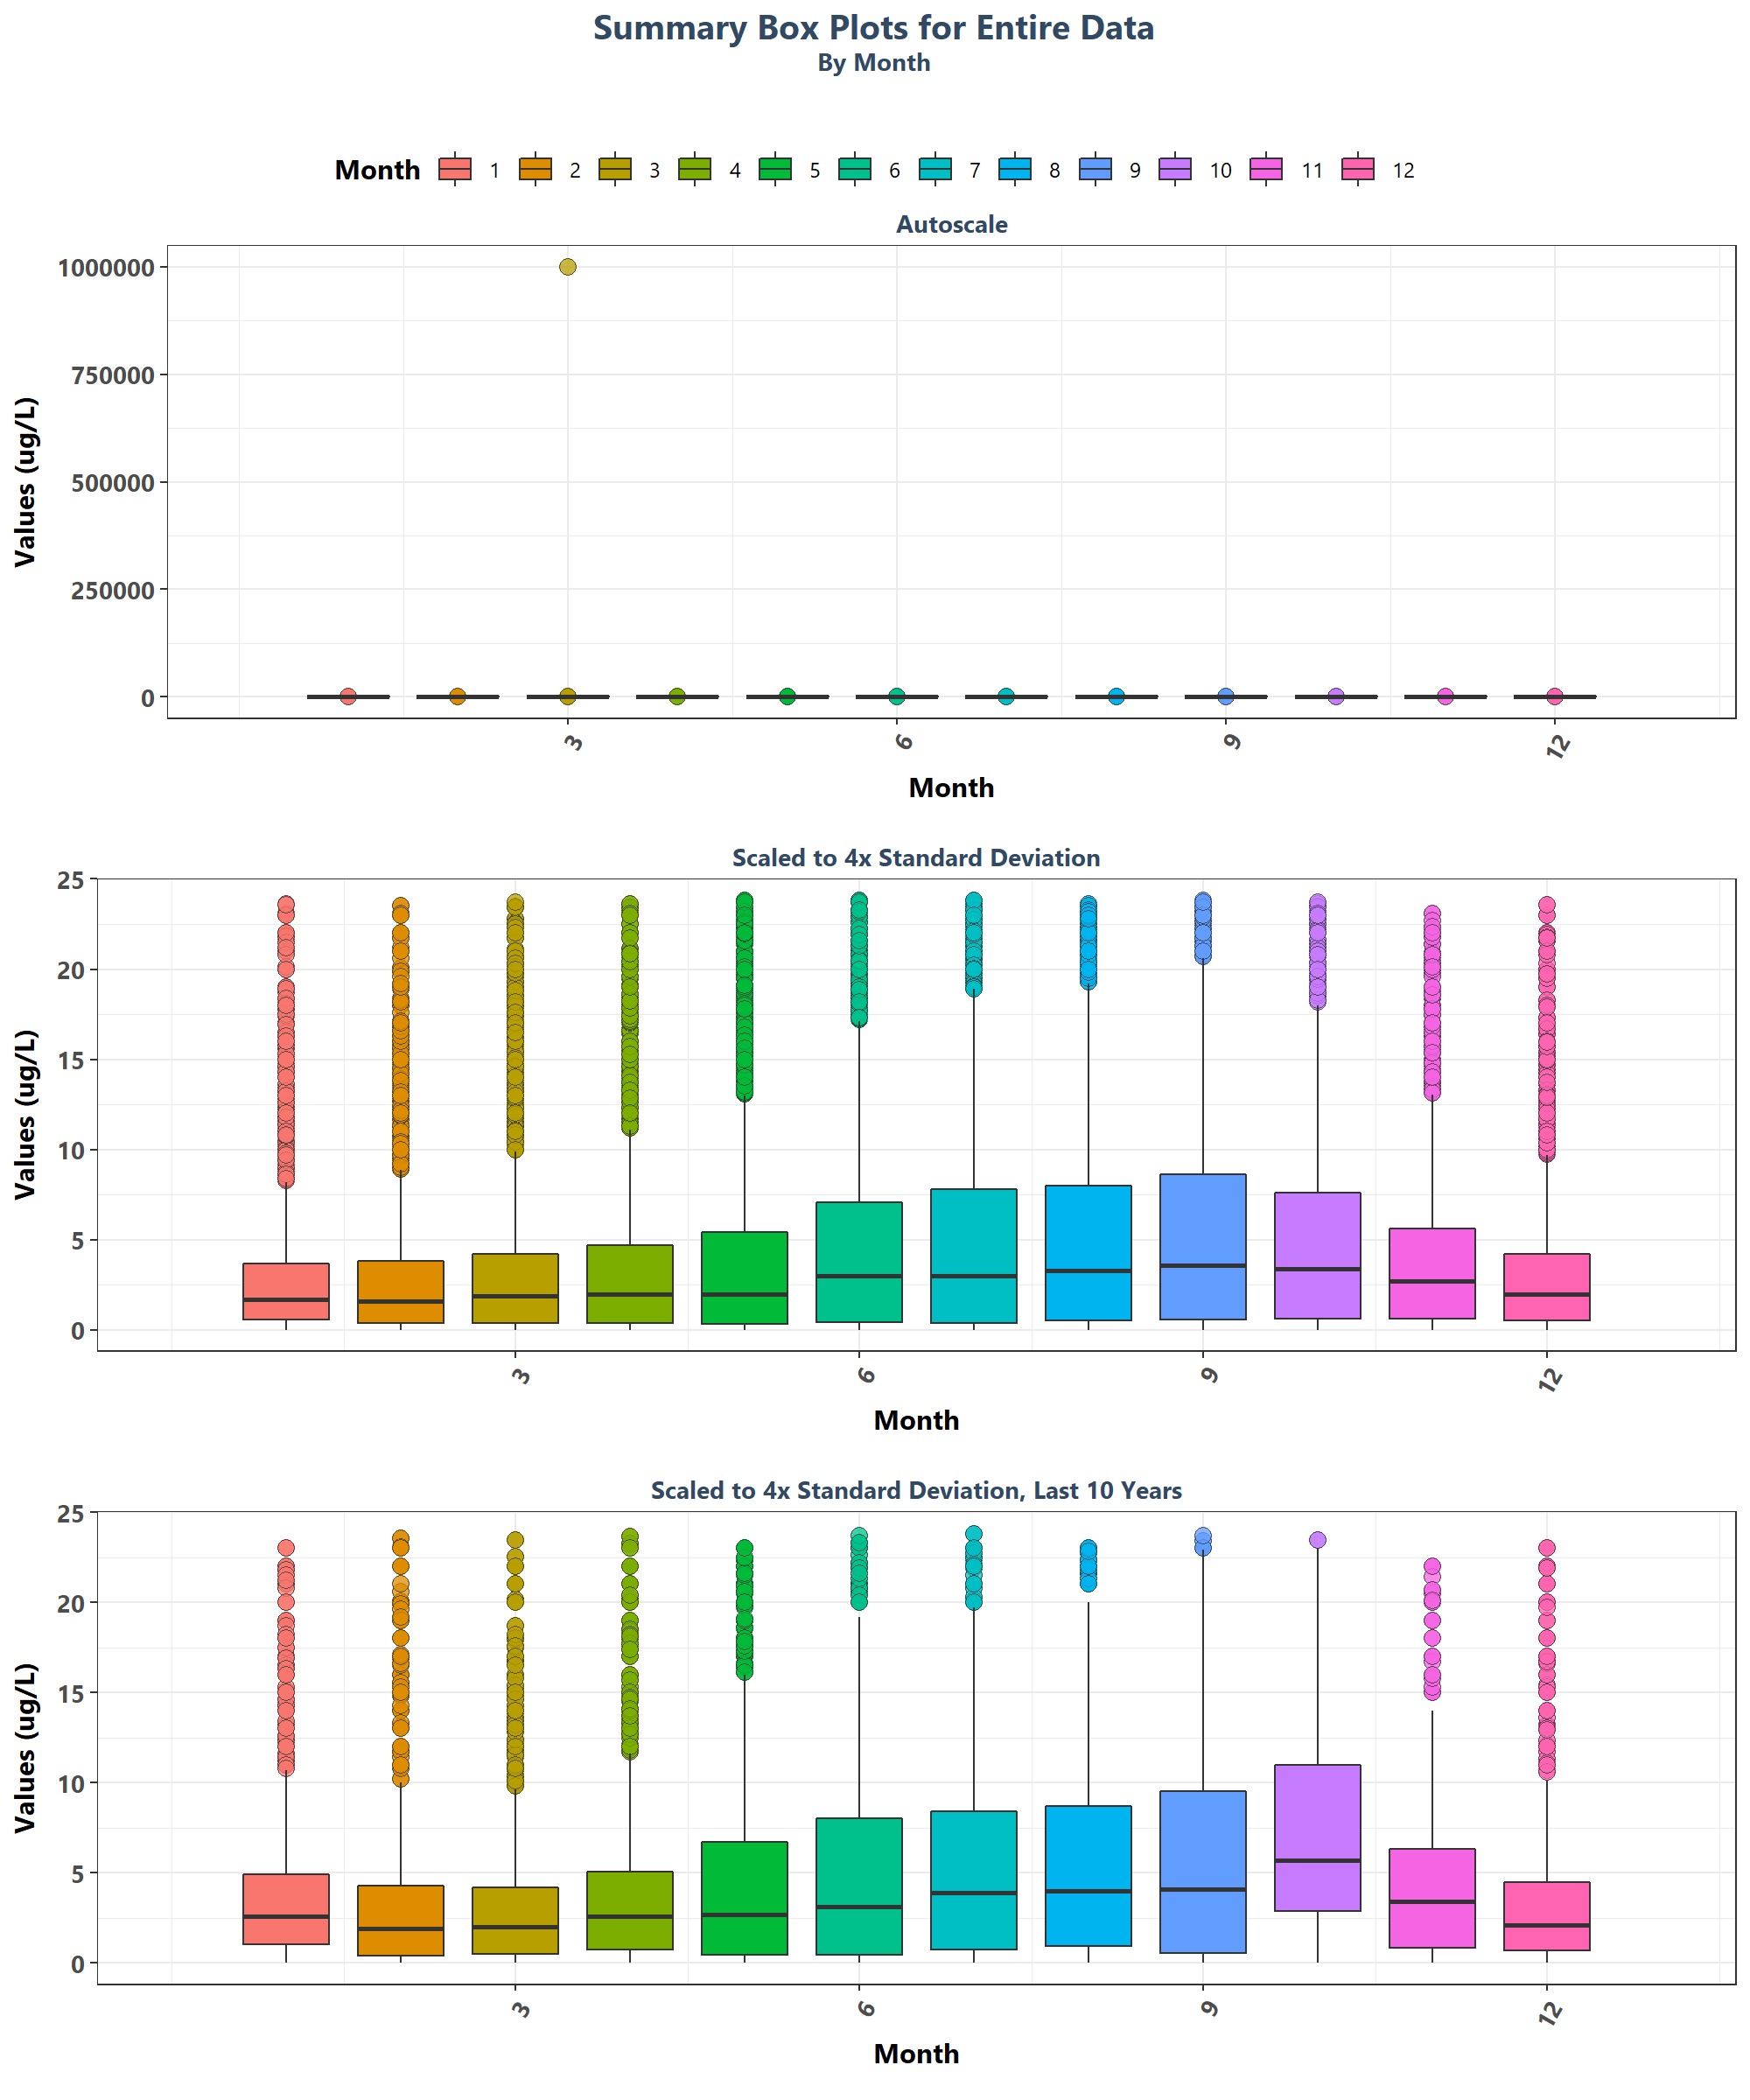 Summary Box Plots for Entire Data
By Month
Month 1 2 3 4 5 6 7 8 9 10 11 12
Autoscale
Values (ug/L)
1000000
750000
500000
250000
0
3 6 9 12
Month
Scaled to 4x Standard Deviation
Values (ug/L)
25
20
15
10
5
0
3 6 9 12
Month
Scaled to 4x Standard Deviation, Last 10 Years
Values (ug/L)
25
20
15
10
5
0
3 6 9 12
Month